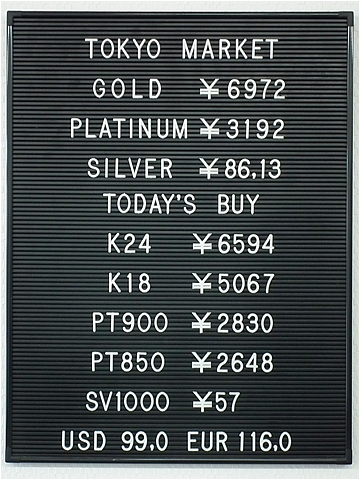 TOKYO MARKET
GOLD ¥6972
PLATINUM ¥3192
SILVER ¥86.13
TODAY'S BUY
K24 ¥6594
K18 ¥5067
PT900 ¥2830
PT850 ¥2648
SV1000 ¥57
USD 99.0 EUR 116.0